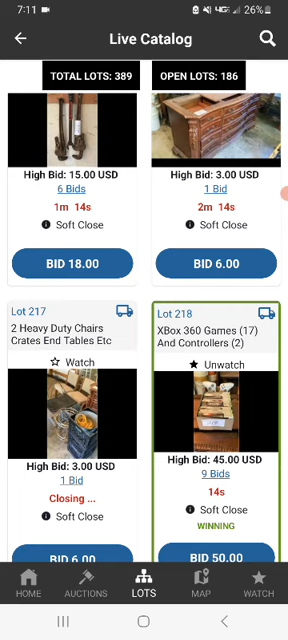 7:11
26%
Live Catalog
TOTAL LOTS: 389
OPEN LOTS: 186
High Bid: 15.00 USD
6 Bids
1m 14s
Soft Close
BID 18.00
High Bid: 3.00 USD
1 Bid
2m 14s
Soft Close
BID 6.00
Lot 217
2 Heavy Duty Chairs
Crates End Tables Etc
Watch
High Bid: 3.00 USD
1 Bid
Closing ...
Soft Close
BID 6.00
Lot 218
XBox 360 Games (17)
And Controllers (2)
Unwatch
High Bid: 45.00 USD
9 Bids
14s
Soft Close
WINNING
BID 50.00
HOME
AUCTIONS
LOTS
MAP
WATCH